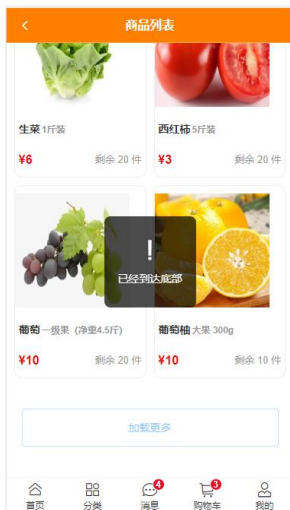 商品列表
生菜 1斤装
西红柿 5斤装
¥6 剩余 20 件
¥3 剩余 20 件
!
已经到达底部
葡萄 一级果 (净重4.5斤)
葡萄柚 大果 300g
¥10 剩余 20 件
¥10 剩余 10 件
加载更多
4
9
首页 分类 消息 购物车 我的